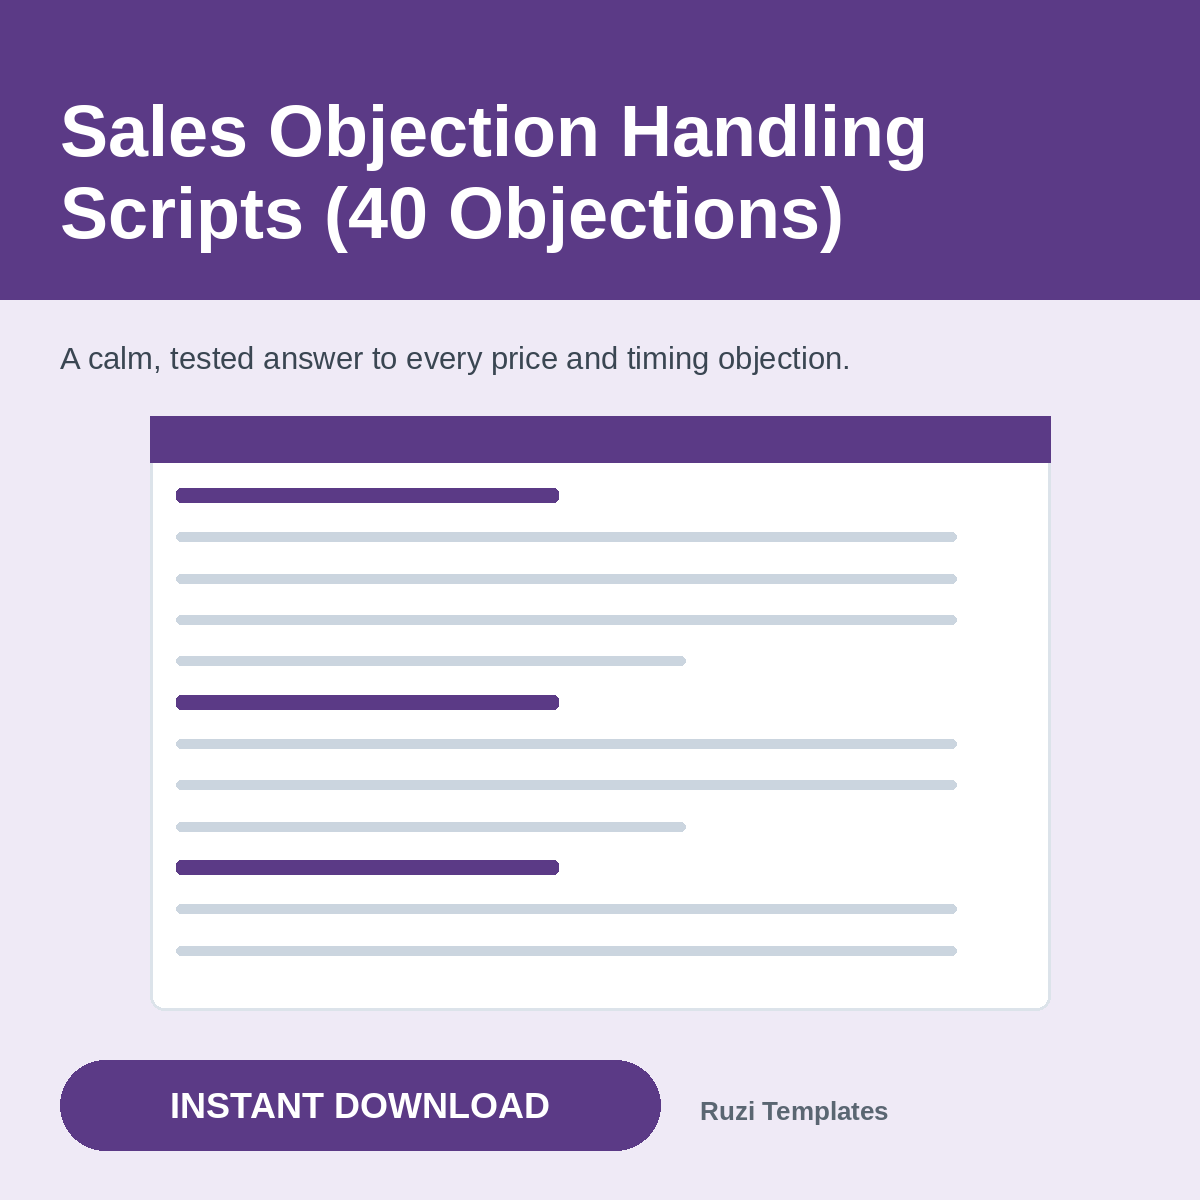 Sales Objection Handling
Scripts (40 Objections)
A calm, tested answer to every price and timing objection.
INSTANT DOWNLOAD
Ruzi Templates